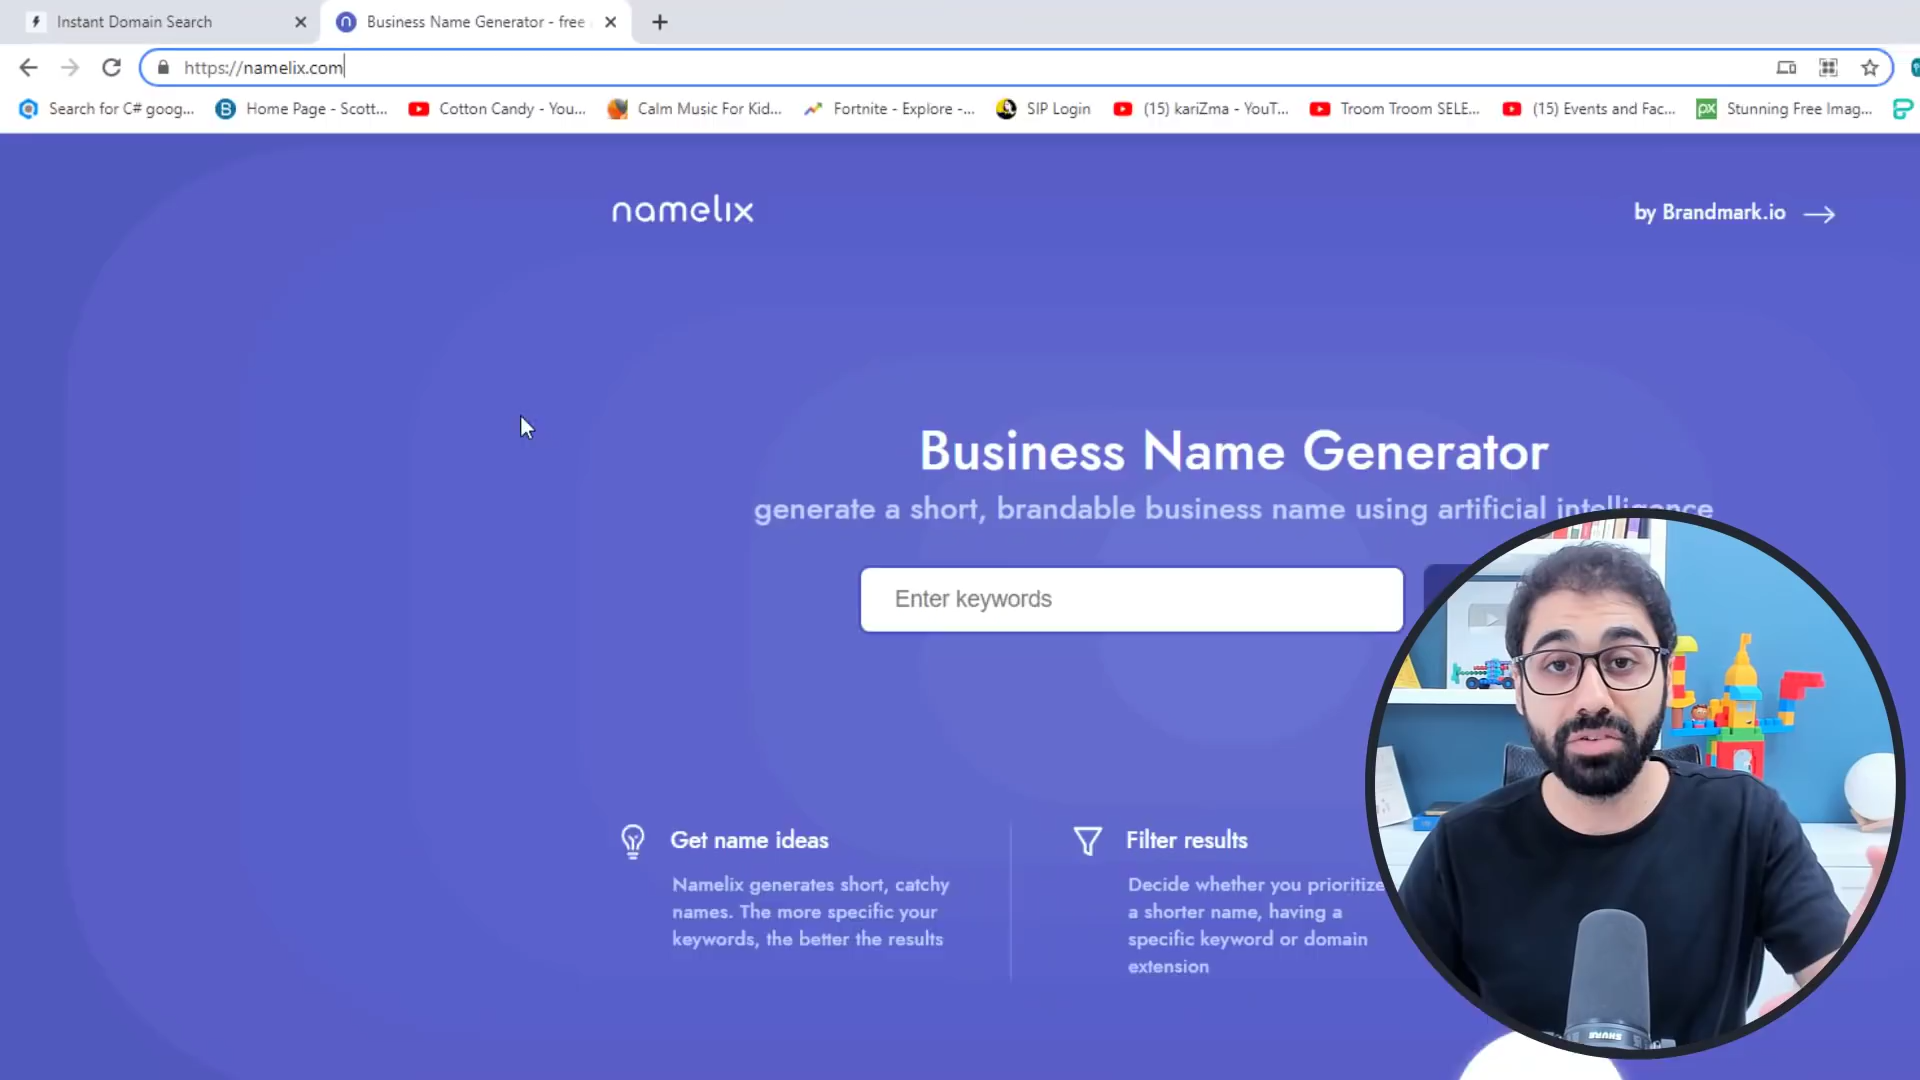 Instant Domain Search
Business Name Generator - free
https://namelix.com
Search for C# goog...
Home Page - Scott...
Cotton Candy - You...
Calm Music For Kid...
Fortnite - Explore -...
SIP Login
(15) kariZma - YouT...
Troom Troom SELE...
(15) Events and Fac...
Stunning Free Imag...
namelix
by Brandmark.io
Business Name Generator
generate a short, brandable business name using artificial intelligence
Enter keywords
Get name ideas
Namelix generates short, catchy
names. The more specific your
keywords, the better the results
Filter results
Decide whether you prioritize
a shorter name, having a
specific keyword or domain
extension
SHURE